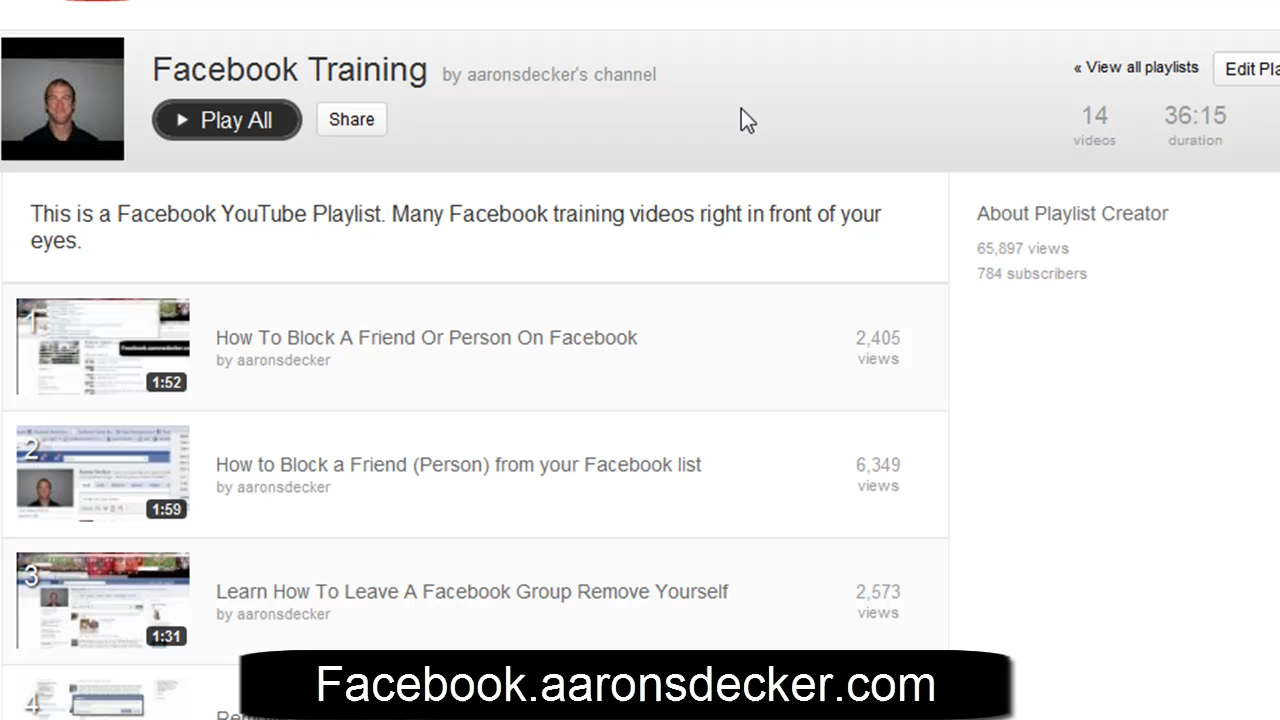 Facebook Training by aaronsdecker's channel
« View all playlists
Edit Pla
Play All
Share
14
videos
36:15
duration
This is a Facebook YouTube Playlist. Many Facebook training videos right in front of your
eyes.
About Playlist Creator
65,897 views
784 subscribers
1
1:52
How To Block A Friend Or Person On Facebook
by aaronsdecker
2,405
views
2
1:59
How to Block a Friend (Person) from your Facebook list
by aaronsdecker
6,349
views
3
1:31
Learn How To Leave A Facebook Group Remove Yourself
by aaronsdecker
2,573
views
4
Facebook.aaronsdecker.com